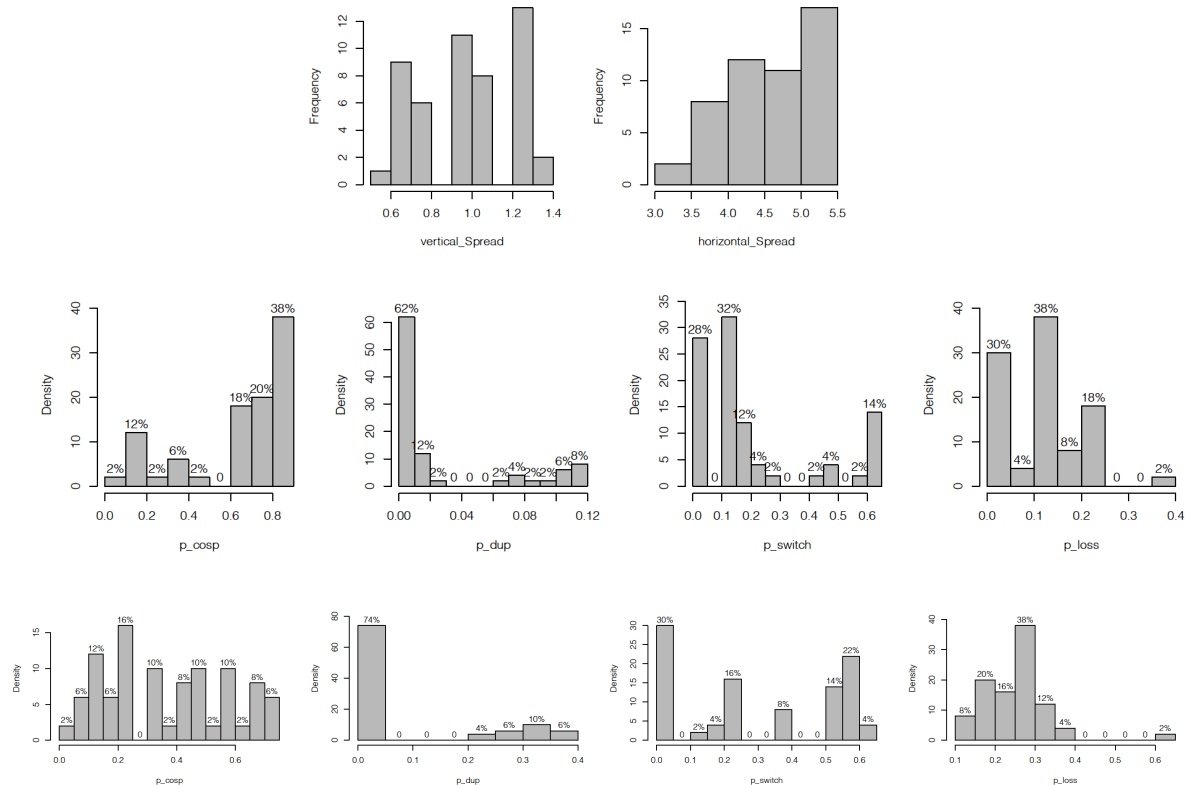 Frequency
0 2 4 6 8 10 12
0.6 0.8 1.0 1.2 1.4
vertical_Spread
Frequency
0 5 10 15
3.0 3.5 4.0 4.5 5.0 5.5
horizontal_Spread
Density
0 10 20 30 40
2% 12% 2% 6% 2% 0 18% 20% 38%
0.0 0.2 0.4 0.6 0.8
p_cosp
Density
0 10 20 30 40 50 60
62% 12% 2% 0 0 0 2% 4% 2% 2% 6% 8%
0.00 0.04 0.08 0.12
p_dup
Density
0 5 10 15 20 25 30 35
28% 0 32% 12% 4% 2% 0 0 2% 4% 0 2% 14%
0.0 0.1 0.2 0.3 0.4 0.5 0.6
p_switch
Density
0 10 20 30 40
30% 4% 38% 8% 18% 0 0 2%
0.0 0.1 0.2 0.3 0.4
p_loss
Density
0 5 10 15
2% 6% 12% 6% 16% 0 10% 2% 8% 10% 2% 10% 2% 8% 6%
0.0 0.2 0.4 0.6
p_cosp
Density
0 20 40 60 80
74% 0 0 0 4% 6% 10% 6%
0.0 0.1 0.2 0.3 0.4
p_dup
Density
0 5 10 15 20 25 30
30% 0 2% 4% 16% 0 0 8% 0 0 14% 22% 4%
0.0 0.1 0.2 0.3 0.4 0.5 0.6
p_switch
Density
0 10 20 30 40
8% 20% 16% 38% 12% 4% 0 0 0 0 2%
0.1 0.2 0.3 0.4 0.5 0.6
p_loss